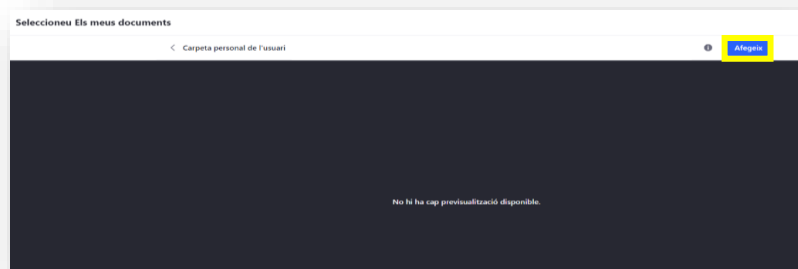 Seleccioneu Els meus documents
Carpeta personal de l'usuari
Afegeix
No hi ha cap previsualització disponible.